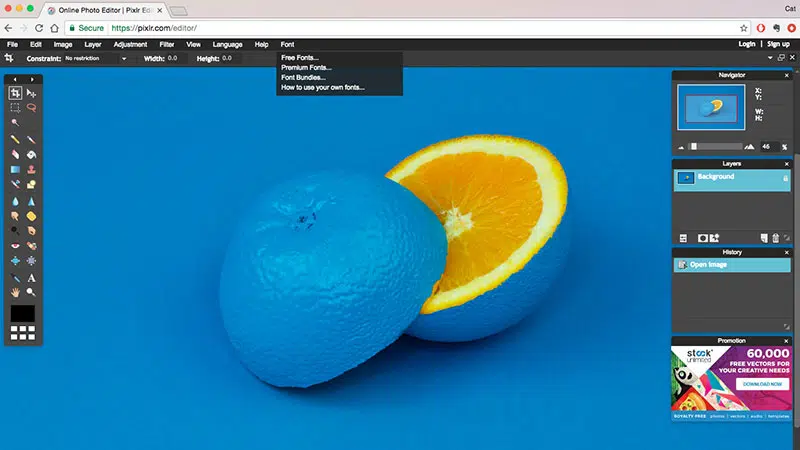 Online Photo Editor | Pixlr Edi
Cat
Secure
https://pixlr.com/editor/
File Edit Image Layer Adjustment Filter View Language Help Font
Login | Sign up
Constraint: No restriction Width: 0.0 Height: 0.0
Free Fonts...
Premium Fonts...
Font Bundles...
How to use your own fonts...
Navigator
X:
Y:
W:
H:
46 %
Layers
Background
History
Open image
Promotion
stock unlimited
60,000
FREE VECTORS FOR
YOUR CREATIVE NEEDS
DOWNLOAD NOW
ROYALTY FREE photos | vectors | audio | templates
A